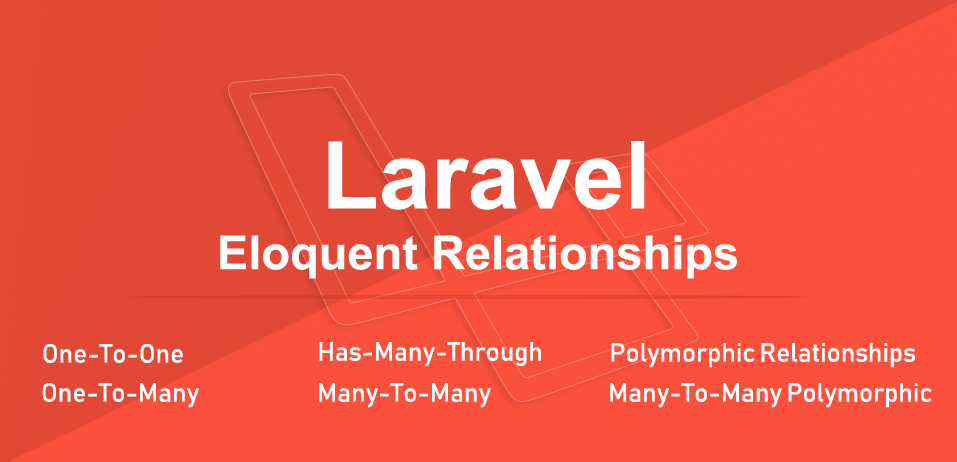 Laravel
Eloquent Relationships
One-To-One
One-To-Many
Has-Many-Through
Many-To-Many
Polymorphic Relationships
Many-To-Many Polymorphic